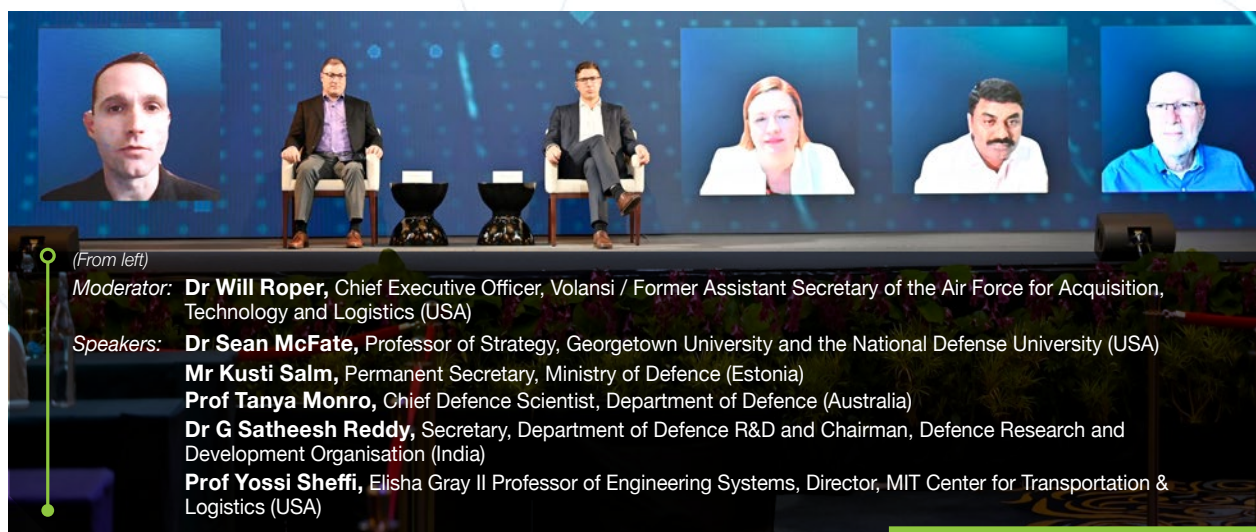 (From left)
Moderator: Dr Will Roper, Chief Executive Officer, Volansi / Former Assistant Secretary of the Air Force for Acquisition,
Technology and Logistics (USA)
Speakers: Dr Sean McFate, Professor of Strategy, Georgetown University and the National Defense University (USA)
Mr Kusti Salm, Permanent Secretary, Ministry of Defence (Estonia)
Prof Tanya Monro, Chief Defence Scientist, Department of Defence (Australia)
Dr G Satheesh Reddy, Secretary, Department of Defence R&D and Chairman, Defence Research and
Development Organisation (India)
Prof Yossi Sheffi, Elisha Gray II Professor of Engineering Systems, Director, MIT Center for Transportation &
Logistics (USA)